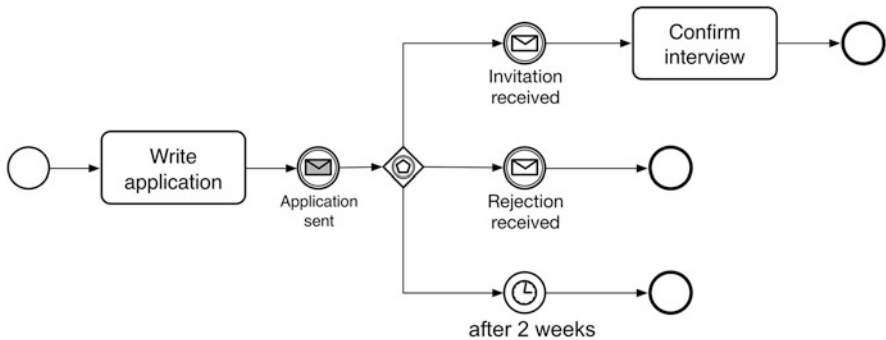 Confirm
interview
Invitation
received
Write
application
Application
sent
Rejection
received
after 2 weeks